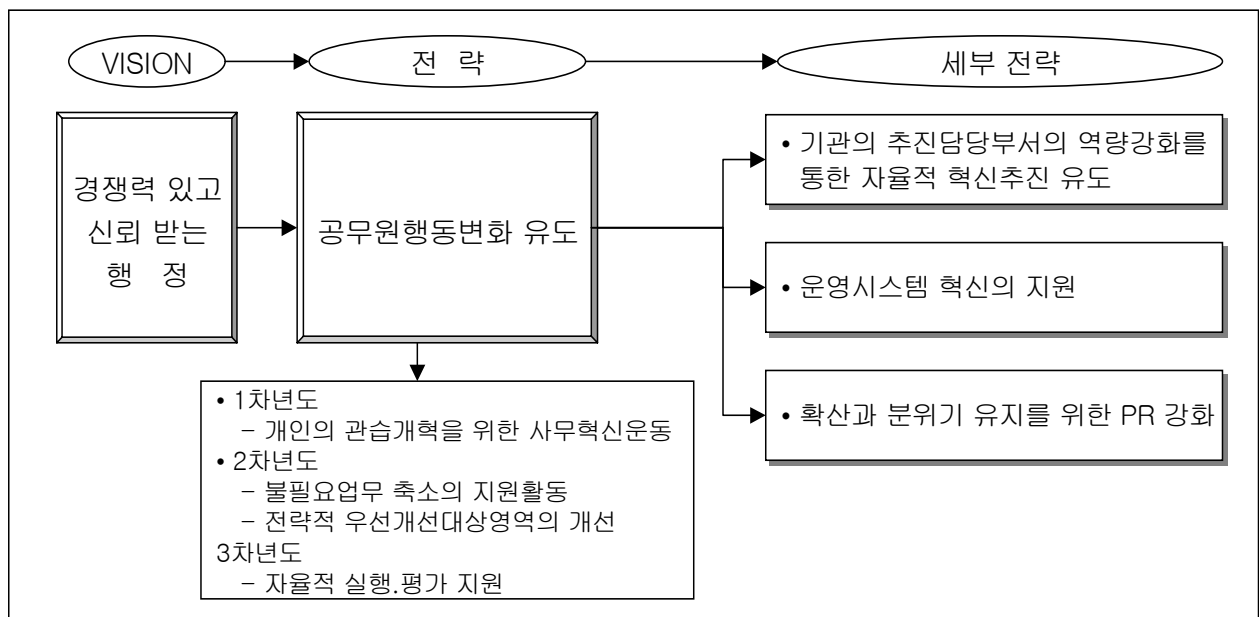 VISION
전 략
세부 전략
경쟁력 있고
신뢰 받는
행 정
공무원행동변화 유도
• 기관의 추진담당부서의 역량강화를
통한 자율적 혁신추진 유도
• 운영시스템 혁신의 지원
• 확산과 분위기 유지를 위한 PR 강화
• 1차년도
– 개인의 관습개혁을 위한 사무혁신운동
• 2차년도
– 불필요업무 축소의 지원활동
– 전략적 우선개선대상영역의 개선
3차년도
– 자율적 실행.평가 지원